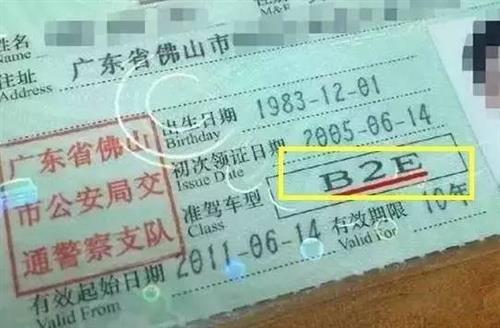 Name
M&F
住址 广东省佛山市
Address
出生日期 1983-12-01
Birthday
初次领证日期 2005-06-14
Issue Date
准驾车型 B2E
Class
广东省佛山
市公安局交
通警察支队
有效起始日期 2011-06-14 有效期限 10年
Valid From Valid For